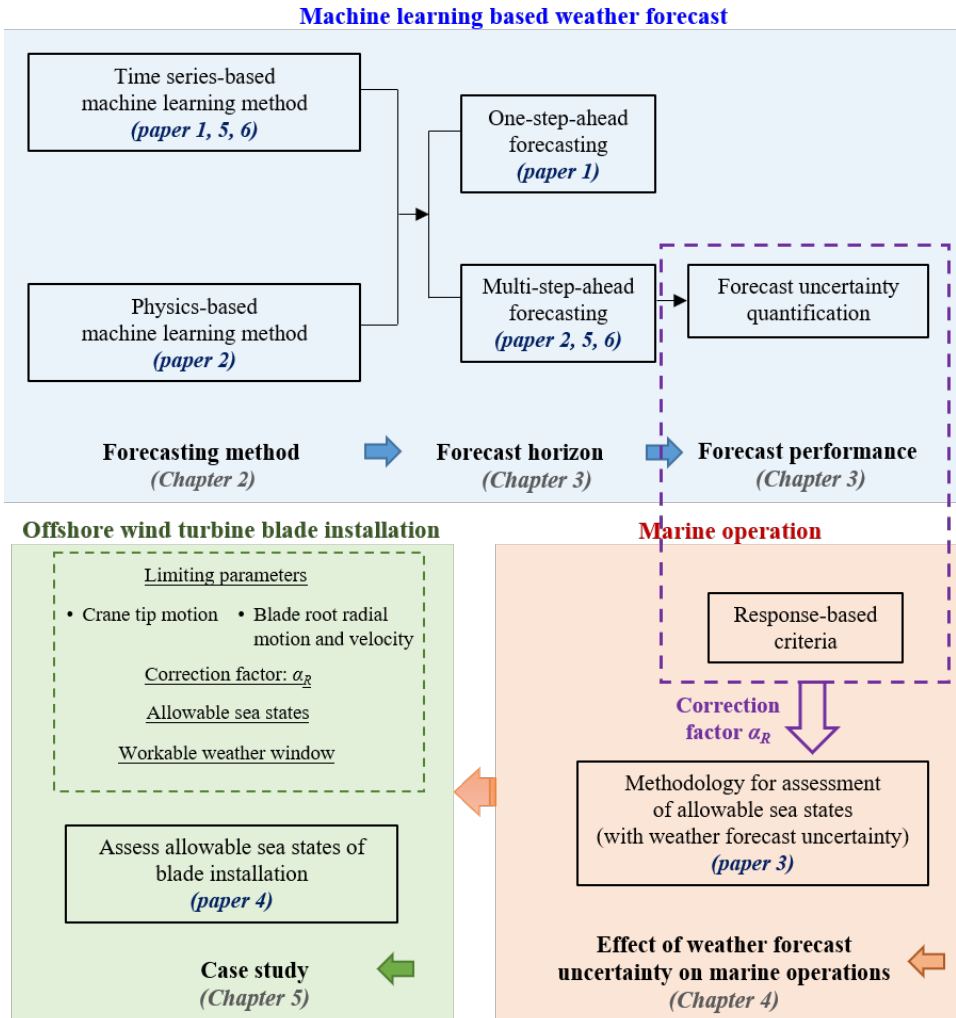 Machine learning based weather forecast
Time series-based
machine learning method
(paper 1, 5, 6)
One-step-ahead
forecasting
(paper 1)
Physics-based
machine learning method
(paper 2)
Multi-step-ahead
forecasting
(paper 2, 5, 6)
Forecast uncertainty
quantification
Forecasting method
(Chapter 2)
Forecast horizon
(Chapter 3)
Forecast performance
(Chapter 3)
Offshore wind turbine blade installation
Limiting parameters
• Crane tip motion
• Blade root radial
motion and velocity
Correction factor: α_R
Allowable sea states
Workable weather window
Assess allowable sea states of
blade installation
(paper 4)
Case study
(Chapter 5)
Marine operation
Response-based
criteria
Correction
factor α_R
Methodology for assessment
of allowable sea states
(with weather forecast uncertainty)
(paper 3)
Effect of weather forecast
uncertainty on marine operations
(Chapter 4)